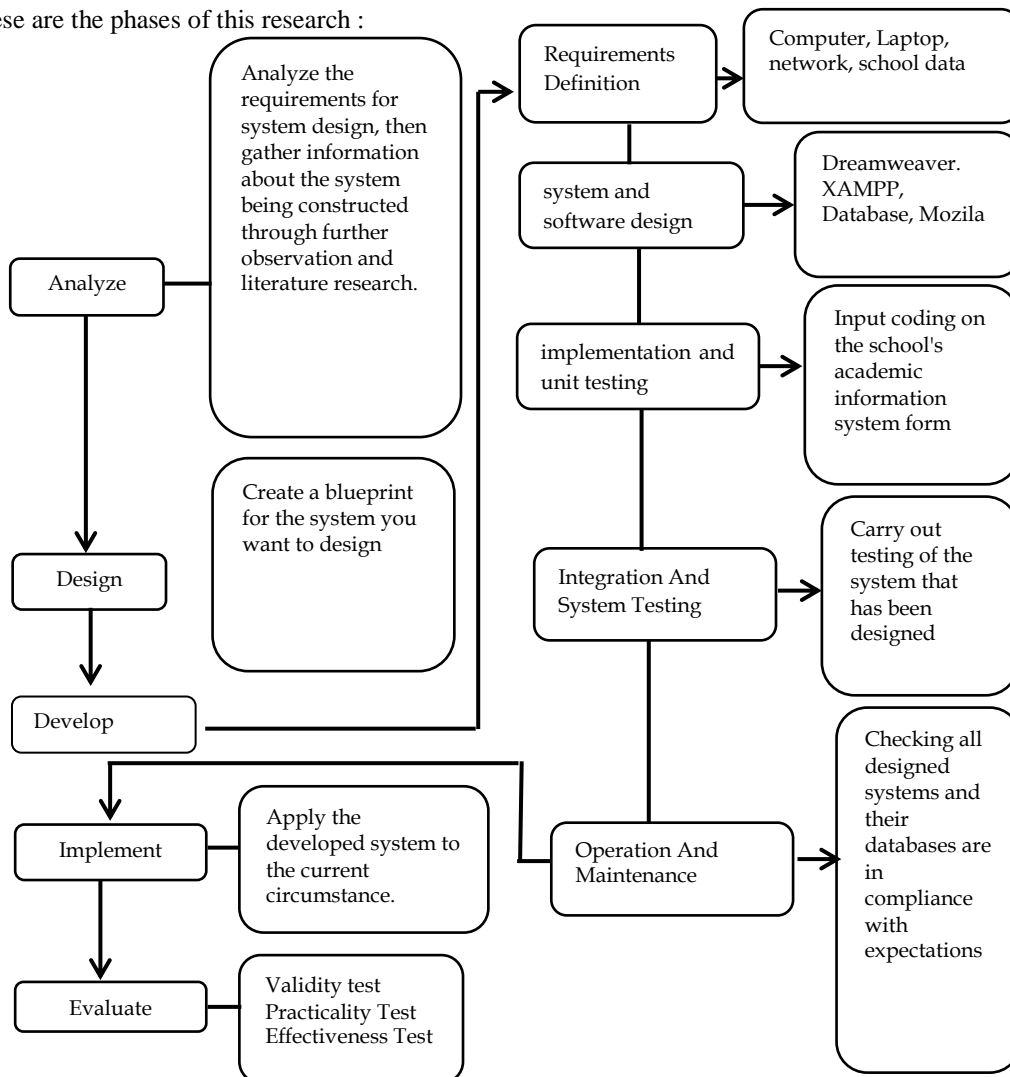 ese are the phases of this research :
Analyze the
requirements for
system design, then
gather information
about the system
being constructed
through further
observation and
literature research.
Analyze
Create a blueprint
for the system you
want to design
Design
Develop
Apply the
developed system to
the current
circumstance.
Implement
Validity test
Practicality Test
Effectiveness Test
Evaluate
Requirements
Definition
Computer, Laptop,
network, school data
system and
software design
Dreamweaver.
XAMPP,
Database, Mozila
implementation and
unit testing
Input coding on
the school's
academic
information
system form
Integration And
System Testing
Carry out
testing of the
system that
has been
designed
Operation And
Maintenance
Checking all
designed
systems and
their
databases are
in
compliance
with
expectations